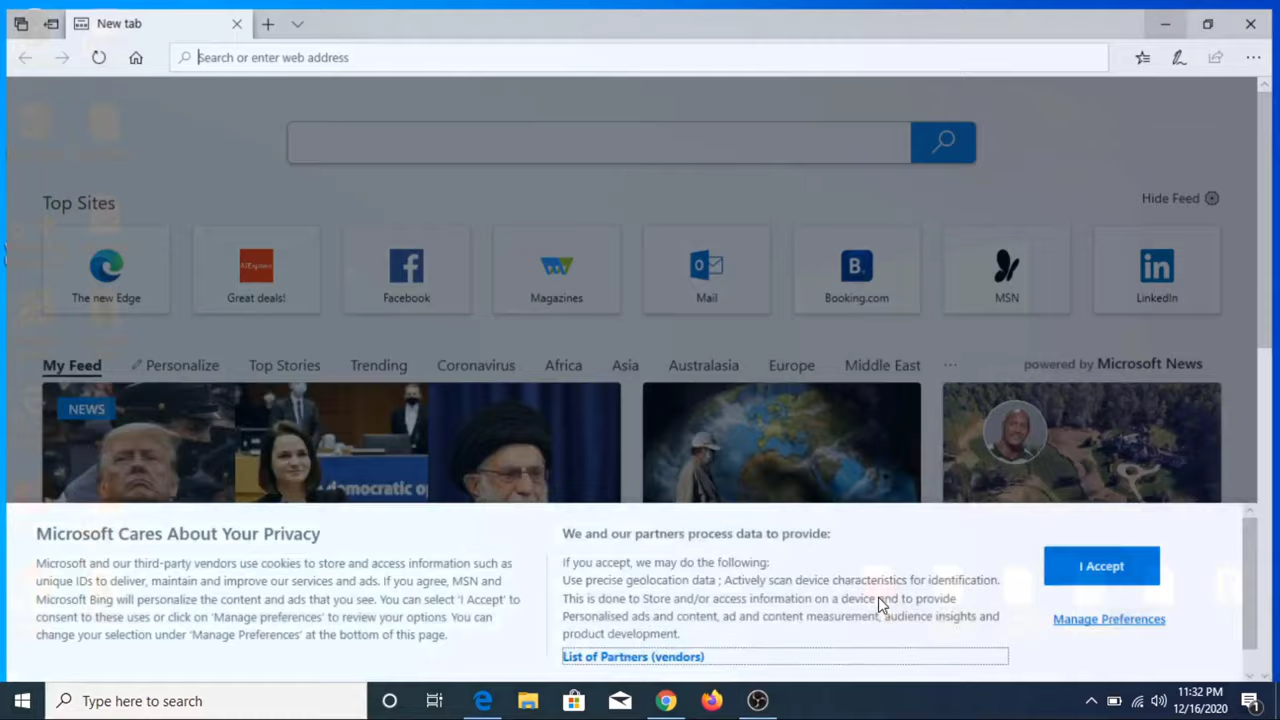 New tab
Search or enter web address
Top Sites
Hide Feed
The new Edge
AliExpress
Great deals!
Facebook
Magazines
Mail
B.
Booking.com
MSN
in
LinkedIn
My Feed
Personalize
Top Stories
Trending
Coronavirus
Africa
Asia
Australasia
Europe
Middle East
...
powered by Microsoft News
NEWS
democratic
Microsoft Cares About Your Privacy
Microsoft and our third-party vendors use cookies to store and access information such as
unique IDs to deliver, maintain and improve our services and ads. If you agree, MSN and
Microsoft Bing will personalize the content and ads that you see. You can select 'I Accept' to
consent to these uses or click on 'Manage preferences' to review your options. You can
change your selection under 'Manage Preferences' at the bottom of this page.
We and our partners process data to provide:
If you accept, we may do the following:
Use precise geolocation data ; Actively scan device characteristics for identification.
This is done to Store and/or access information on a device and to provide
Personalised ads and content, ad and content measurement, audience insights and
product development.
List of Partners (vendors)
I Accept
Manage Preferences
Type here to search
11:32 PM
12/16/2020
1